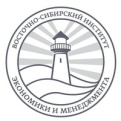 ВОСТОЧНО-СИБИРСКИЙ ИНСТИТУТ
ЭКОНОМИКИ И МЕНЕДЖМЕНТА